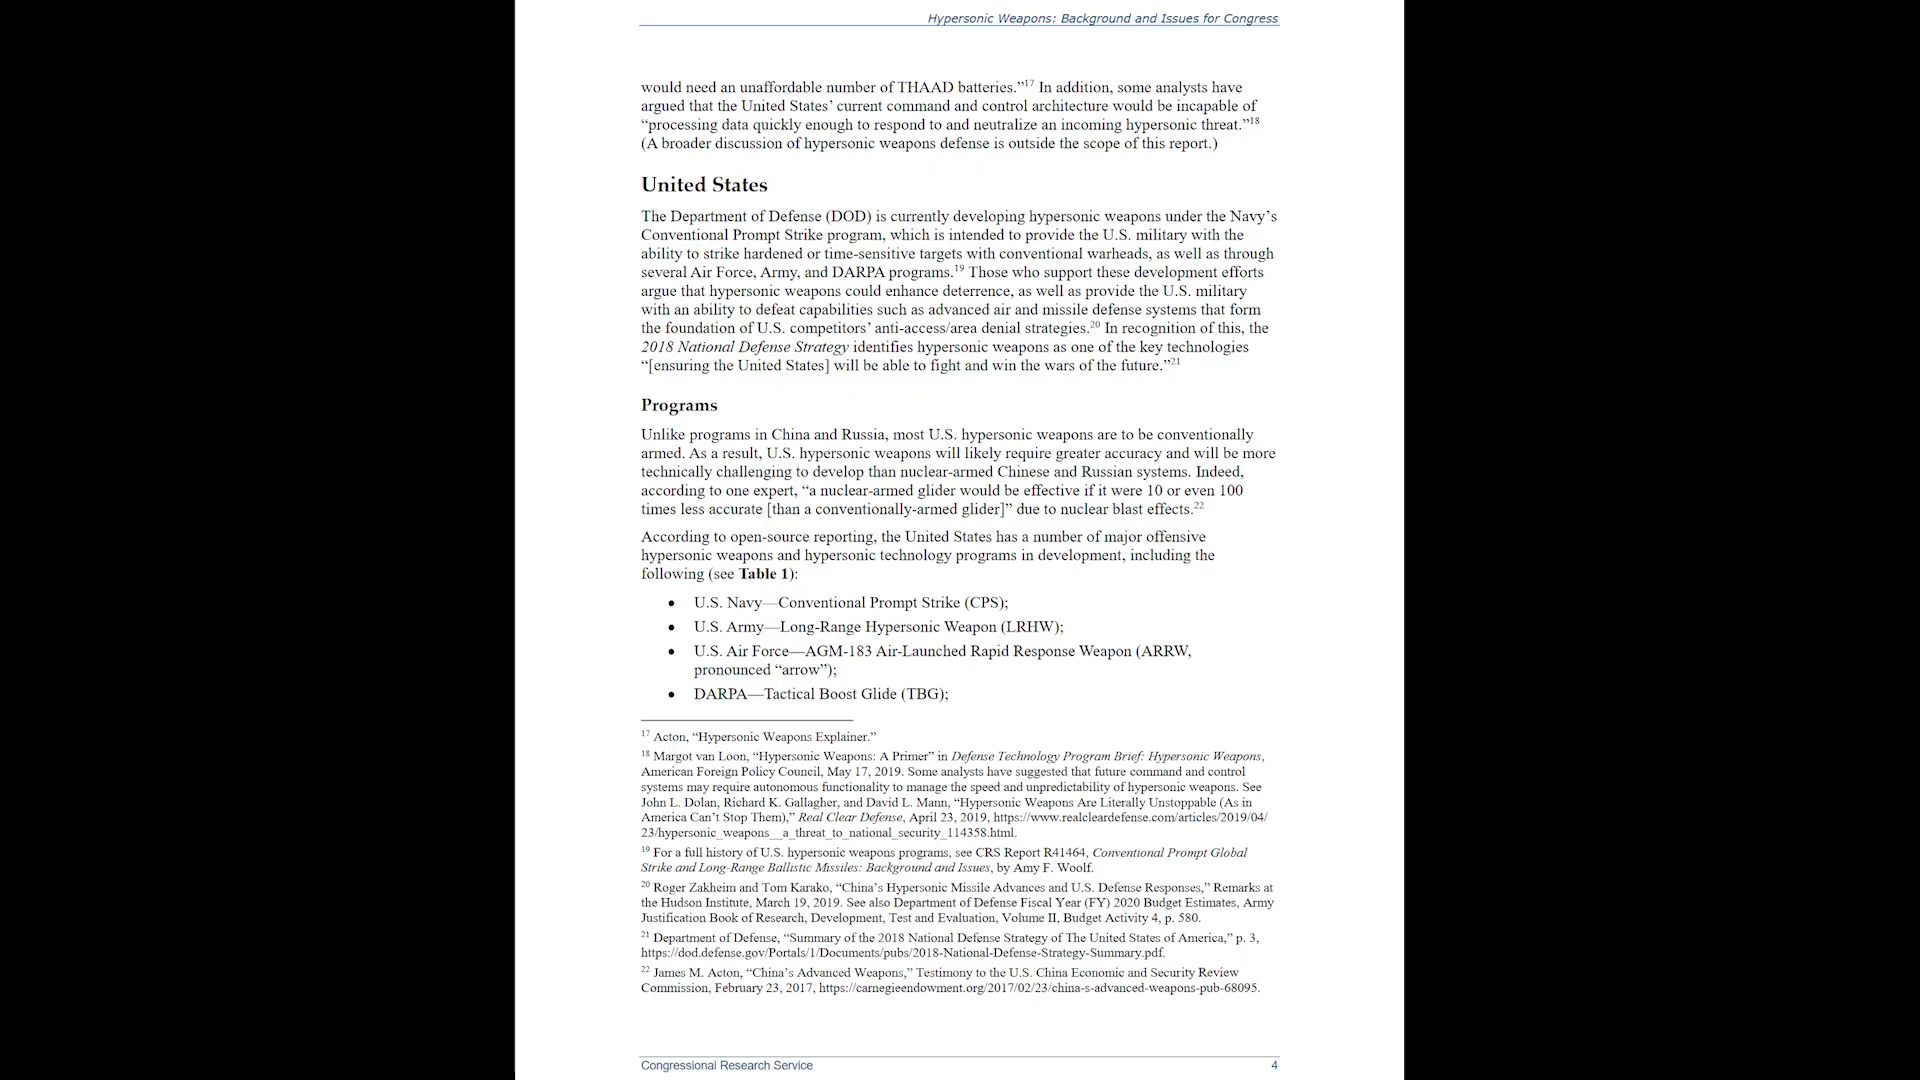 Hypersonic Weapons: Background and Issues for Congress
would need an unaffordable number of THAAD batteries.”17 In addition, some analysts have
argued that the United States’ current command and control architecture would be incapable of
“processing data quickly enough to respond to and neutralize an incoming hypersonic threat.”18
(A broader discussion of hypersonic weapons defense is outside the scope of this report.)
United States
The Department of Defense (DOD) is currently developing hypersonic weapons under the Navy’s
Conventional Prompt Strike program, which is intended to provide the U.S. military with the
ability to strike hardened or time-sensitive targets with conventional warheads, as well as through
several Air Force, Army, and DARPA programs.19 Those who support these development efforts
argue that hypersonic weapons could enhance deterrence, as well as provide the U.S. military
with an ability to defeat capabilities such as advanced air and missile defense systems that form
the foundation of U.S. competitors’ anti-access/area denial strategies.20 In recognition of this, the
2018 National Defense Strategy identifies hypersonic weapons as one of the key technologies
“[ensuring the United States] will be able to fight and win the wars of the future.”21
Programs
Unlike programs in China and Russia, most U.S. hypersonic weapons are to be conventionally
armed. As a result, U.S. hypersonic weapons will likely require greater accuracy and will be more
technically challenging to develop than nuclear-armed Chinese and Russian systems. Indeed,
according to one expert, “a nuclear-armed glider would be effective if it were 10 or even 100
times less accurate [than a conventionally-armed glider]” due to nuclear blast effects.22
According to open-source reporting, the United States has a number of major offensive
hypersonic weapons and hypersonic technology programs in development, including the
following (see Table 1):
• U.S. Navy—Conventional Prompt Strike (CPS);
• U.S. Army—Long-Range Hypersonic Weapon (LRHW);
• U.S. Air Force—AGM-183 Air-Launched Rapid Response Weapon (ARRW,
pronounced “arrow”);
• DARPA—Tactical Boost Glide (TBG);
17 Acton, “Hypersonic Weapons Explainer.”
18 Margot van Loon, “Hypersonic Weapons: A Primer” in Defense Technology Program Brief: Hypersonic Weapons,
American Foreign Policy Council, May 17, 2019. Some analysts have suggested that future command and control
systems may require autonomous functionality to manage the speed and unpredictability of hypersonic weapons. See
John L. Dolan, Richard K. Gallagher, and David L. Mann, “Hypersonic Weapons Are Literally Unstoppable (As in
America Can’t Stop Them),” Real Clear Defense, April 23, 2019, https://www.realcleardefense.com/articles/2019/04/
23/hypersonic_weapons__a_threat_to_national_security_114358.html.
19 For a full history of U.S. hypersonic weapons programs, see CRS Report R41464, Conventional Prompt Global
Strike and Long-Range Ballistic Missiles: Background and Issues, by Amy F. Woolf.
20 Roger Zakheim and Tom Karako, “China’s Hypersonic Missile Advances and U.S. Defense Responses,” Remarks at
the Hudson Institute, March 19, 2019. See also Department of Defense Fiscal Year (FY) 2020 Budget Estimates, Army
Justification Book of Research, Development, Test and Evaluation, Volume II, Budget Activity 4, p. 580.
21 Department of Defense, “Summary of the 2018 National Defense Strategy of The United States of America,” p. 3,
https://dod.defense.gov/Portals/1/Documents/pubs/2018-National-Defense-Strategy-Summary.pdf.
22 James M. Acton, “China’s Advanced Weapons,” Testimony to the U.S. China Economic and Security Review
Commission, February 23, 2017, https://carnegieendowment.org/2017/02/23/china-s-advanced-weapons-pub-68095.
Congressional Research Service 4